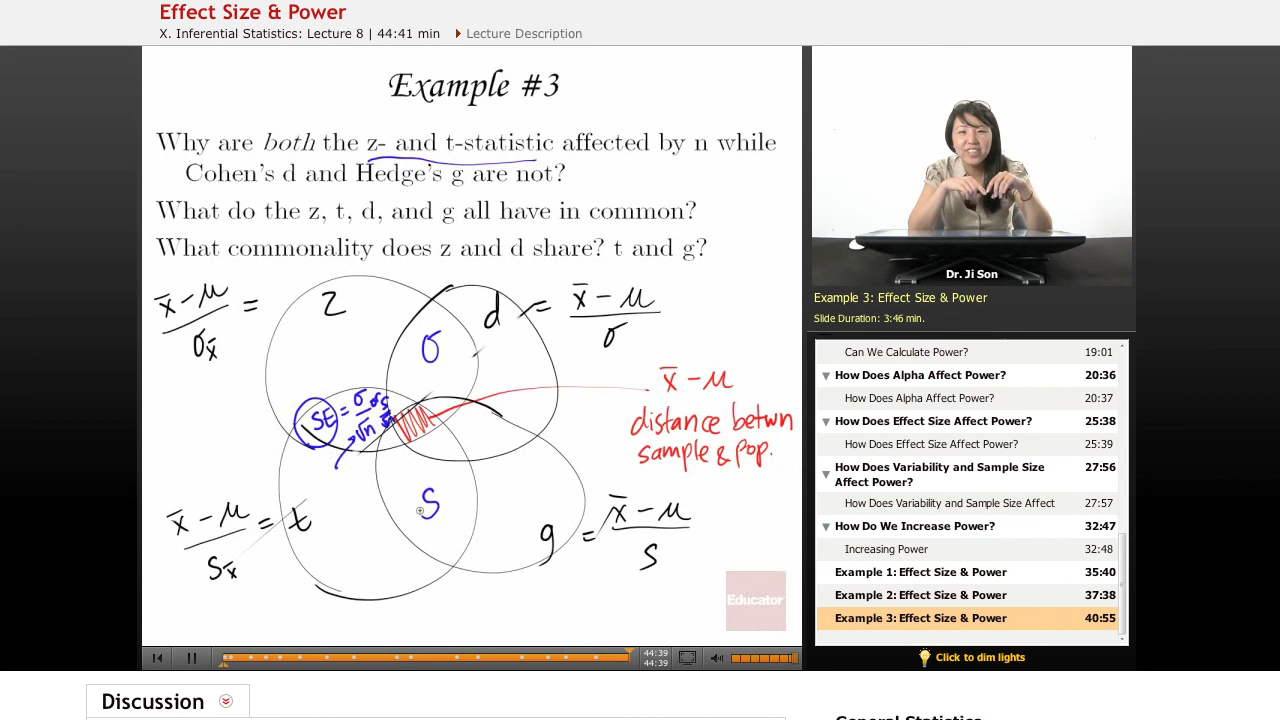 Effect Size & Power
X. Inferential Statistics: Lecture 8 | 44:41 min
Lecture Description
Example #3
Why are both the z- and t-statistic affected by n while
Cohen's d and Hedge's g are not?
What do the z, t, d, and g all have in common?
What commonality does z and d share? t and g?
x̄ - μ / σx̄ = z
d = x̄ - μ / σ
σ
SE = σ/√n or s/√n
x̄ - μ
distance betwn
sample & pop.
x̄ - μ / sx̄ = t
s
g = x̄ - μ / s
Educator
Dr. Ji Son
Example 3: Effect Size & Power
Slide Duration: 3:46 min.
Can We Calculate Power? 19:01
How Does Alpha Affect Power? 20:36
How Does Alpha Affect Power? 20:37
How Does Effect Size Affect Power? 25:38
How Does Effect Size Affect Power? 25:39
How Does Variability and Sample Size 27:56
Affect Power?
How Does Variability and Sample Size Affect 27:57
How Do We Increase Power? 32:47
Increasing Power 32:48
Example 1: Effect Size & Power 35:40
Example 2: Effect Size & Power 37:38
Example 3: Effect Size & Power 40:55
44:39
44:39
Click to dim lights
Discussion